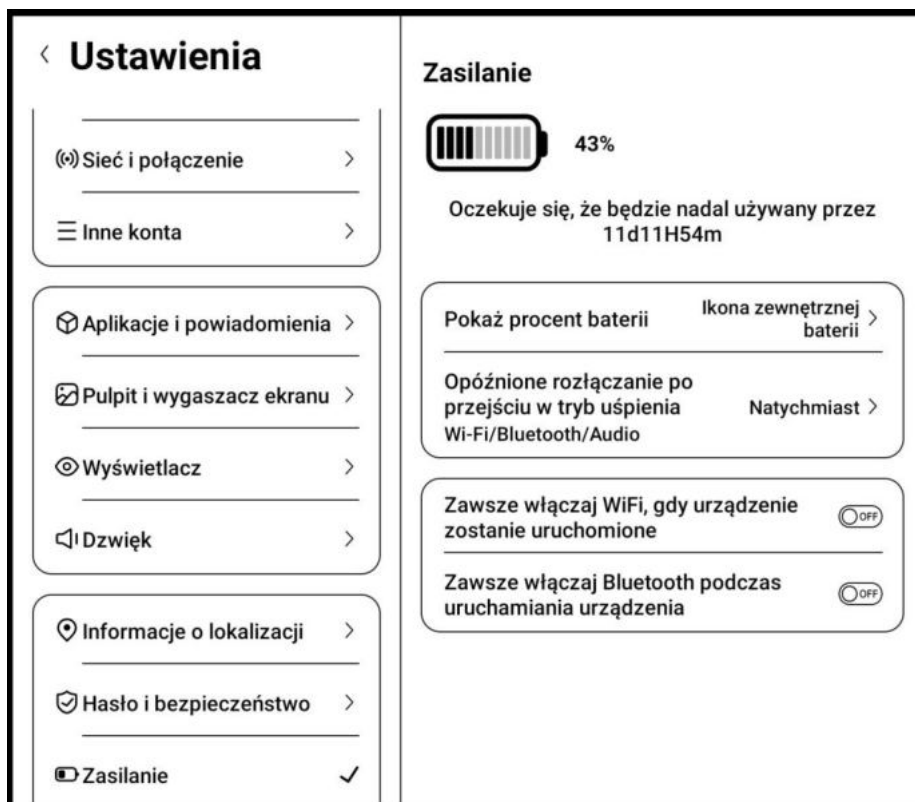 Ustawienia
Sieć i połączenie
Inne konta
Aplikacje i powiadomienia
Pulpit i wygaszacz ekranu
Wyświetlacz
Dzwięk
Informacje o lokalizacji
Hasło i bezpieczeństwo
Zasilanie
Zasilanie
43%
Oczekuje się, że będzie nadal używany przez
11d11H54m
Pokaż procent baterii
Ikona zewnętrznej
baterii
Opóźnione rozłączanie po
przejściu w tryb uśpienia
Wi-Fi/Bluetooth/Audio
Natychmiast
Zawsze włączaj WiFi, gdy urządzenie
zostanie uruchomione
OFF
Zawsze włączaj Bluetooth podczas
uruchamiania urządzenia
OFF